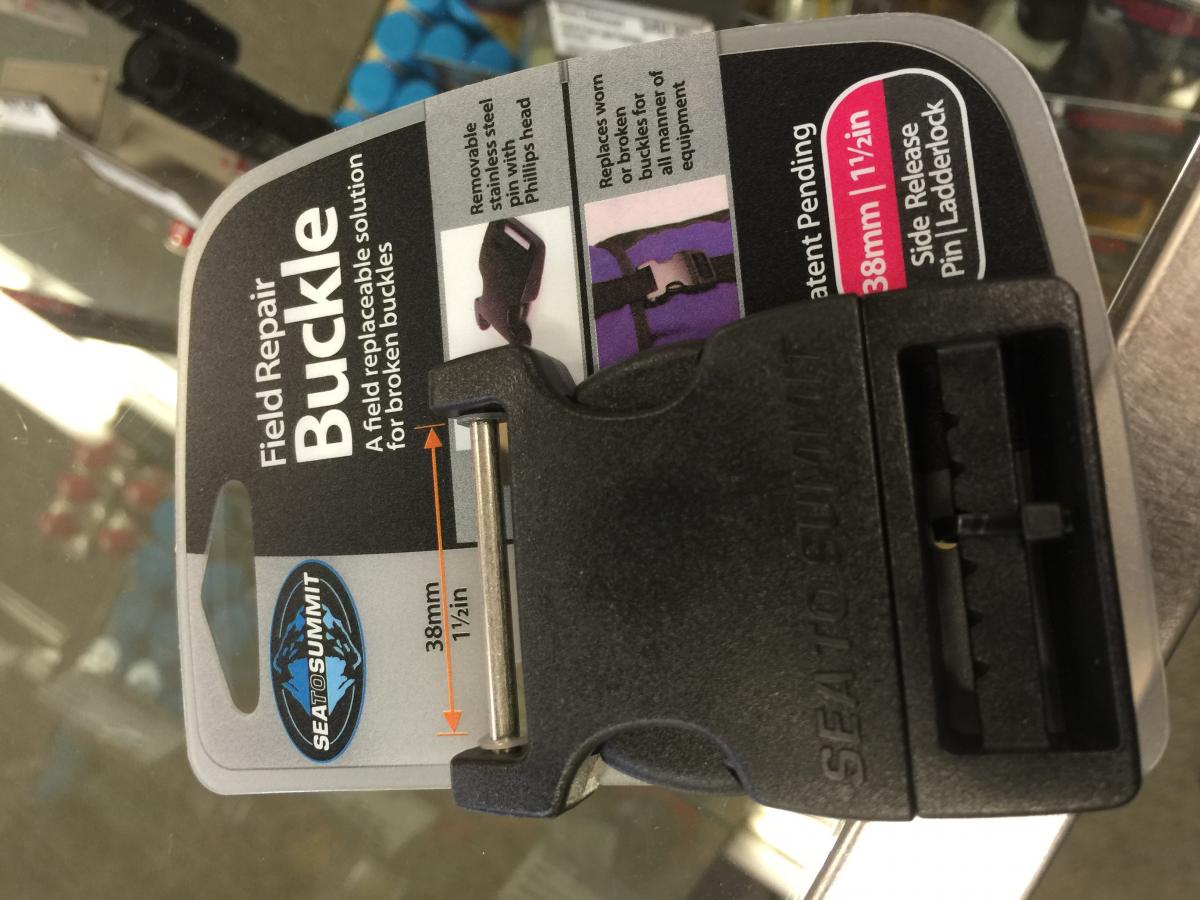 SEATOSUMMIT
Field Repair
Buckle
A field replaceable solution
for broken buckles
38mm
1½in
Removable
stainless steel
pin with
Phillips head
Replaces worn
or broken
buckles for
all manner of
equipment
atent Pending
38mm | 1½in
Side Release
Pin | Ladderlock
SEATOSUMMIT